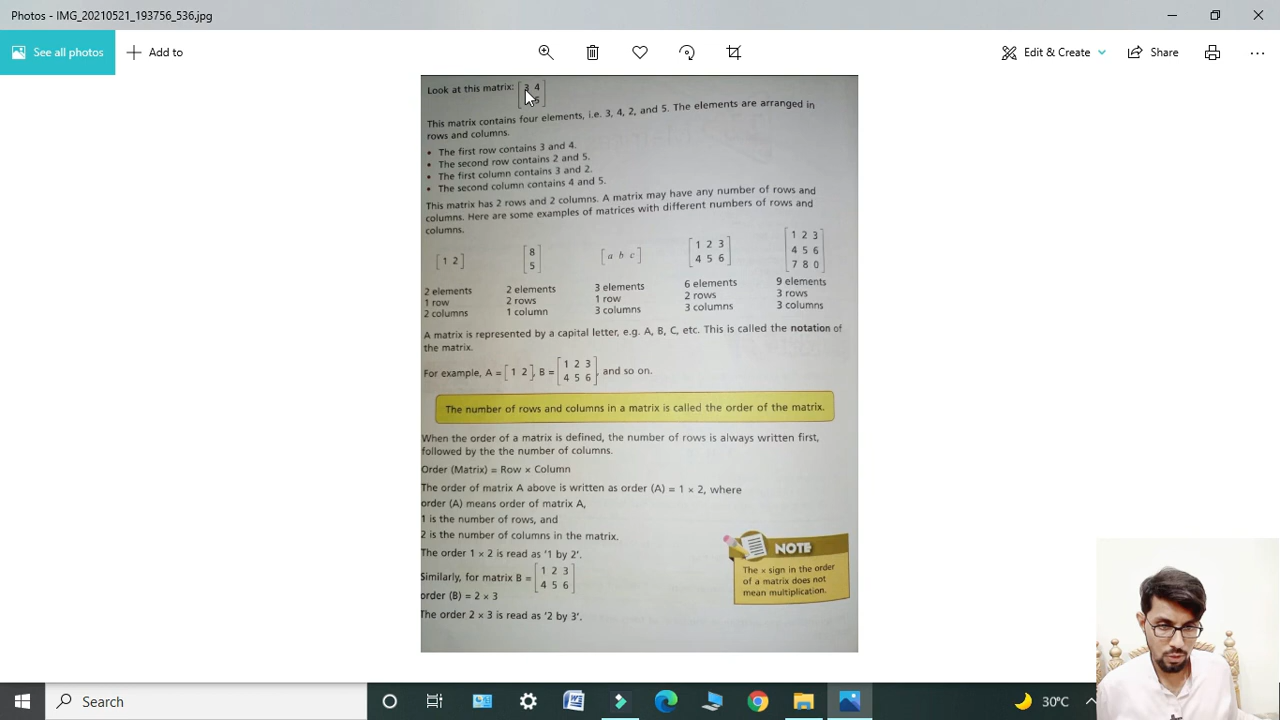 Photos - IMG_20210521_193756_536.jpg
See all photos
Add to
Edit & Create
Share
Look at this matrix: [3 4
5]
This matrix contains four elements, i.e. 3, 4, 2, and 5. The elements are arranged in
rows and columns.
• The first row contains 3 and 4.
• The second row contains 2 and 5.
• The first column contains 3 and 2.
• The second column contains 4 and 5.
This matrix has 2 rows and 2 columns. A matrix may have any number of rows and
columns. Here are some examples of matrices with different numbers of rows and
columns.
[1 2]
2 elements
1 row
2 columns
[8
5]
2 elements
2 rows
1 column
[a b c]
3 elements
1 row
3 columns
[1 2 3
4 5 6]
6 elements
2 rows
3 columns
[1 2 3
4 5 6
7 8 0]
9 elements
3 rows
3 columns
A matrix is represented by a capital letter, e.g. A, B, C, etc. This is called the notation of
the matrix.
For example, A = [1 2], B = [1 2 3
4 5 6], and so on.
The number of rows and columns in a matrix is called the order of the matrix.
When the order of a matrix is defined, the number of rows is always written first,
followed by the the number of columns.
Order (Matrix) = Row × Column
The order of matrix A above is written as order (A) = 1 × 2, where
order (A) means order of matrix A,
1 is the number of rows, and
2 is the number of columns in the matrix.
The order 1 × 2 is read as '1 by 2'.
Similarly, for matrix B = [1 2 3
4 5 6]
order (B) = 2 × 3
The order 2 × 3 is read as '2 by 3'.
NOTE
The × sign in the order
of a matrix does not
mean multiplication.
Search
30°C